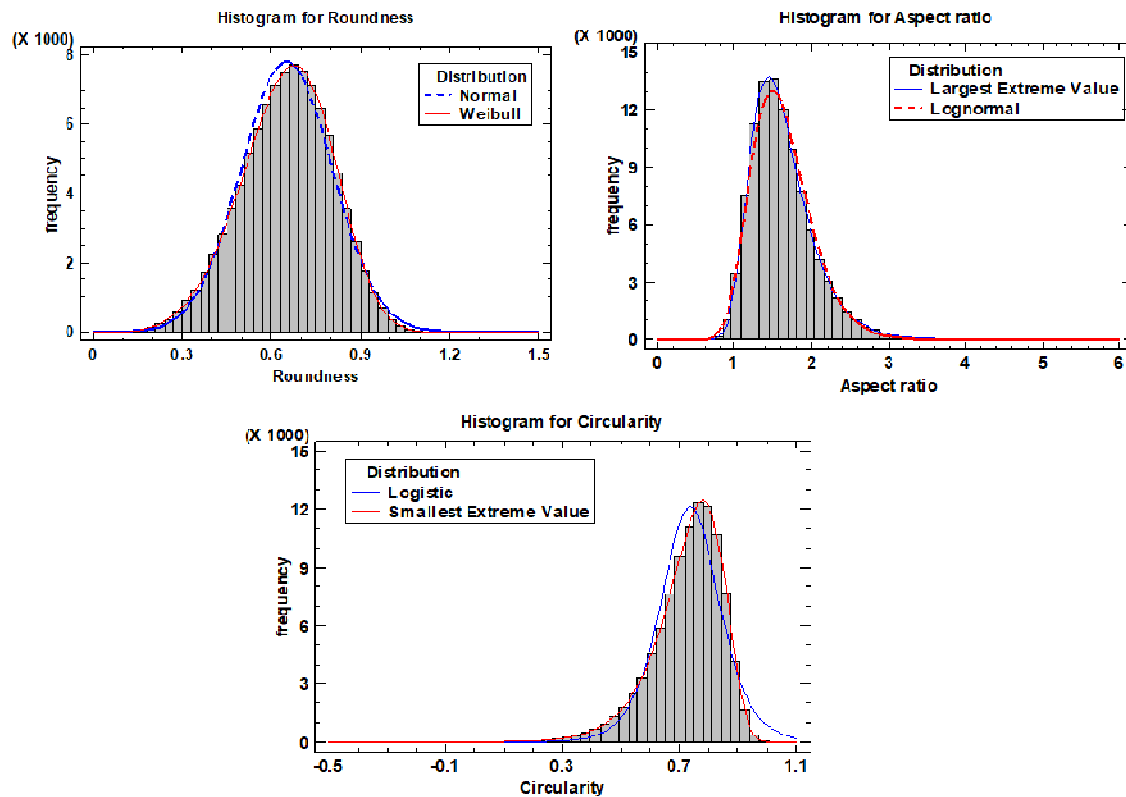 Histogram for Roundness
(X 1000)
8
6
4
2
0
frequency
Distribution
Normal
Weibull
0 0.3 0.6 0.9 1.2 1.5
Roundness
Histogram for Aspect ratio
(X 1000)
15
12
9
6
3
0
frequency
Distribution
Largest Extreme Value
Lognormal
0 1 2 3 4 5 6
Aspect ratio
Histogram for Circularity
(X 1000)
15
12
9
6
3
0
frequency
Distribution
Logistic
Smallest Extreme Value
-0.5 -0.1 0.3 0.7 1.1
Circularity